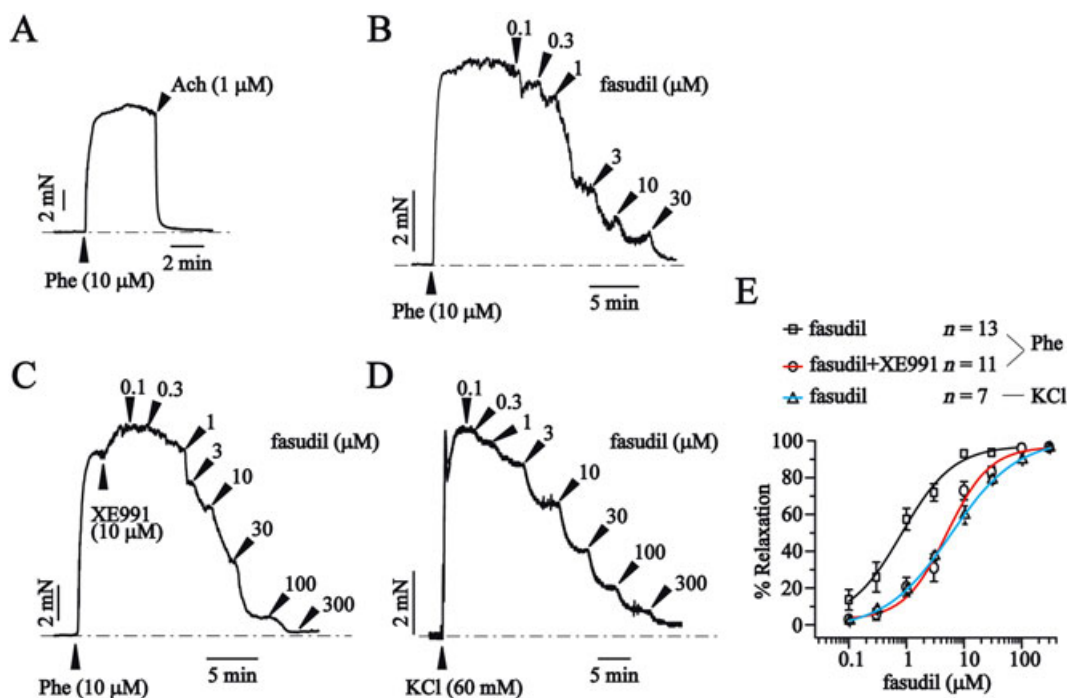 A
Ach (1 μM)
2 mN
2 min
Phe (10 μM)
B
0.1
0.3
1
fasudil (μM)
3
10
30
2 mN
5 min
Phe (10 μM)
C
0.1
0.3
1
fasudil (μM)
3
10
XE991
(10 μM)
30
100
300
2 mN
5 min
Phe (10 μM)
D
0.1
0.3
1
3
fasudil (μM)
10
30
100
300
2 mN
5 min
KCl (60 mM)
E
fasudil n = 13
Phe
fasudil+XE991 n = 11
fasudil n = 7 KCl
100
80
60
40
20
0
% Relaxation
0.1 1 10 100
fasudil (μM)